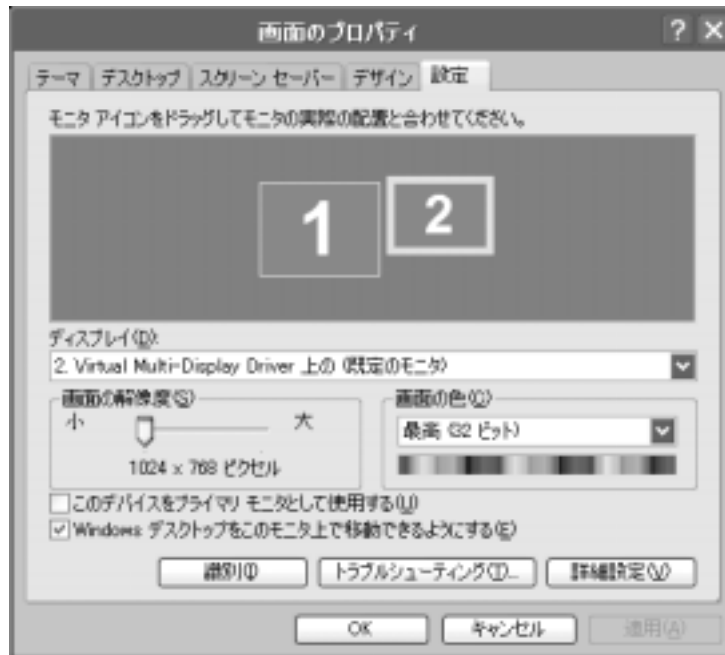 画面のプロパティ
テーマ デスクトップ スクリーン セーバー デザイン 設定
モニタ アイコンをドラッグしてモニタの実際の配置と合わせてください。
1 2
ディスプレイ(D):
2. Virtual Multi-Display Driver 上の (既定のモニタ)
画面の解像度(S) 画面の色(C)
小 大 最高 (32 ビット)
1024 x 768 ピクセル
このデバイスをプライマリ モニタとして使用する(U)
Windows デスクトップをこのモニタ上で移動できるようにする(E)
識別(I) トラブルシューティング(T)... 詳細設定(V)
OK キャンセル 適用(A)